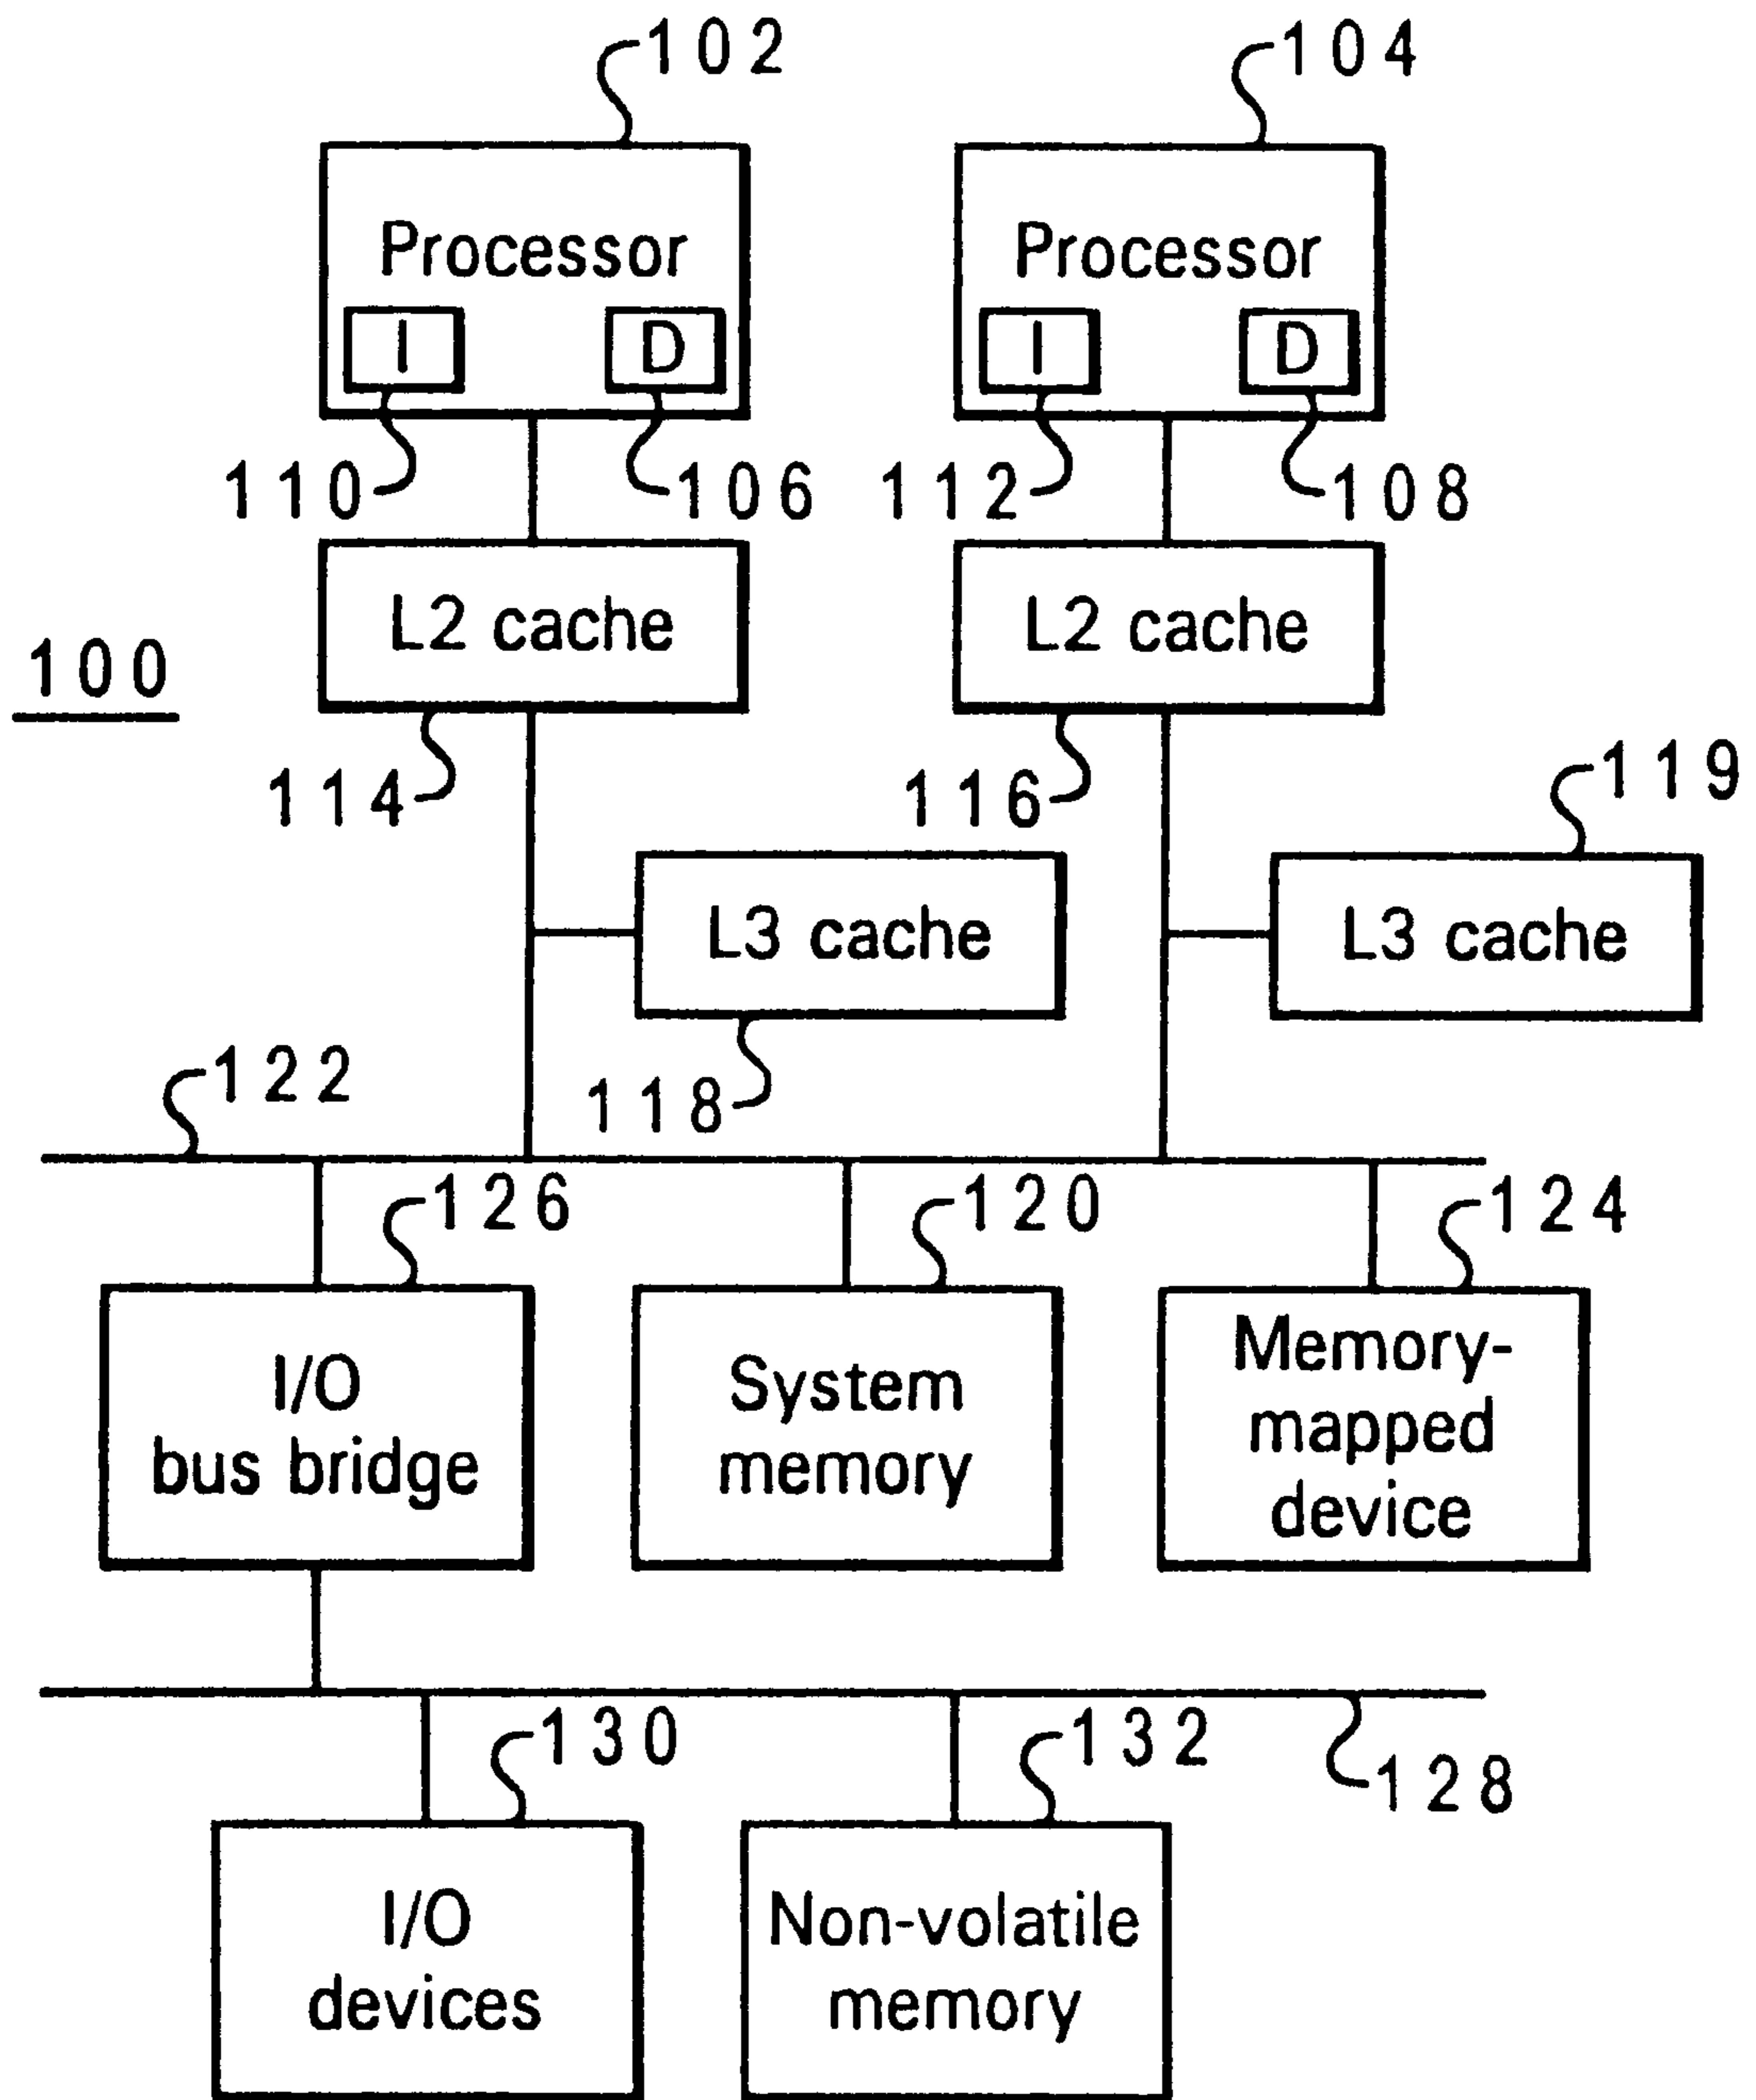 102
104
Processor
Processor
I
D
I
D
110
106
112
108
L2 cache
L2 cache
100
114
116
119
L3 cache
L3 cache
122
118
126
120
124
I/O
bus bridge
System
memory
Memory-
mapped
device
130
132
128
I/O
devices
Non-volatile
memory